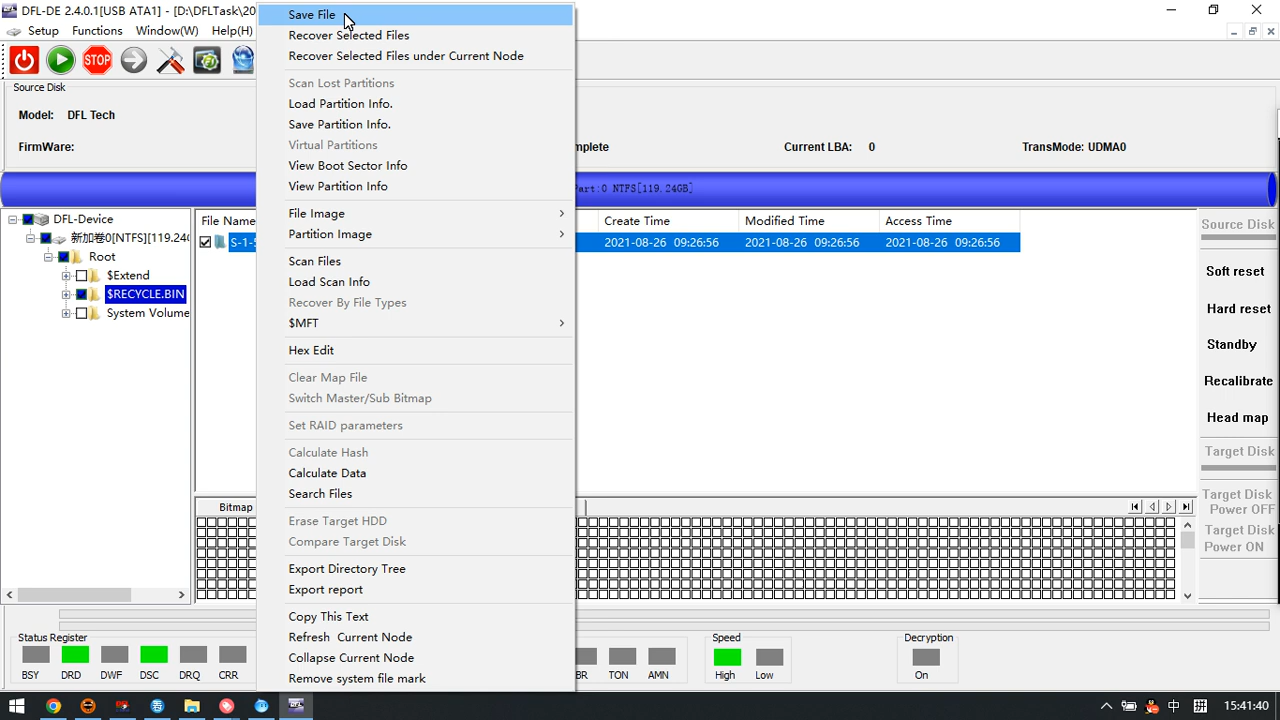 DFL-DE 2.4.0.1[USB ATA1] - [D:\DFLTask\20
Setup Functions Window(W) Help(H)
STOP
Source Disk
Model: DFL Tech
FirmWare:
mplete
Current LBA: 0
TransMode: UDMA0
Part:0 NTFS[119.24GB]
DFL-Device
新加卷0[NTFS][119.24G
Root
$Extend
$RECYCLE.BIN
System Volume
File Name
Create Time
Modified Time
Access Time
S-1-5
2021-08-26 09:26:56
2021-08-26 09:26:56
2021-08-26 09:26:56
Save File
Recover Selected Files
Recover Selected Files under Current Node
Scan Lost Partitions
Load Partition Info.
Save Partition Info.
Virtual Partitions
View Boot Sector Info
View Partition Info
File Image
Partition Image
Scan Files
Load Scan Info
Recover By File Types
$MFT
Hex Edit
Clear Map File
Switch Master/Sub Bitmap
Set RAID parameters
Calculate Hash
Calculate Data
Search Files
Erase Target HDD
Compare Target Disk
Export Directory Tree
Export report
Copy This Text
Refresh Current Node
Collapse Current Node
Remove system file mark
Source Disk
Soft reset
Hard reset
Standby
Recalibrate
Head map
Target Disk
Target Disk
Power OFF
Target Disk
Power ON
Bitmap
Status Register
BSY DRD DWF DSC DRQ CRR
BR TON AMN
Speed
High Low
Decryption
On
中 拼 15:41:40